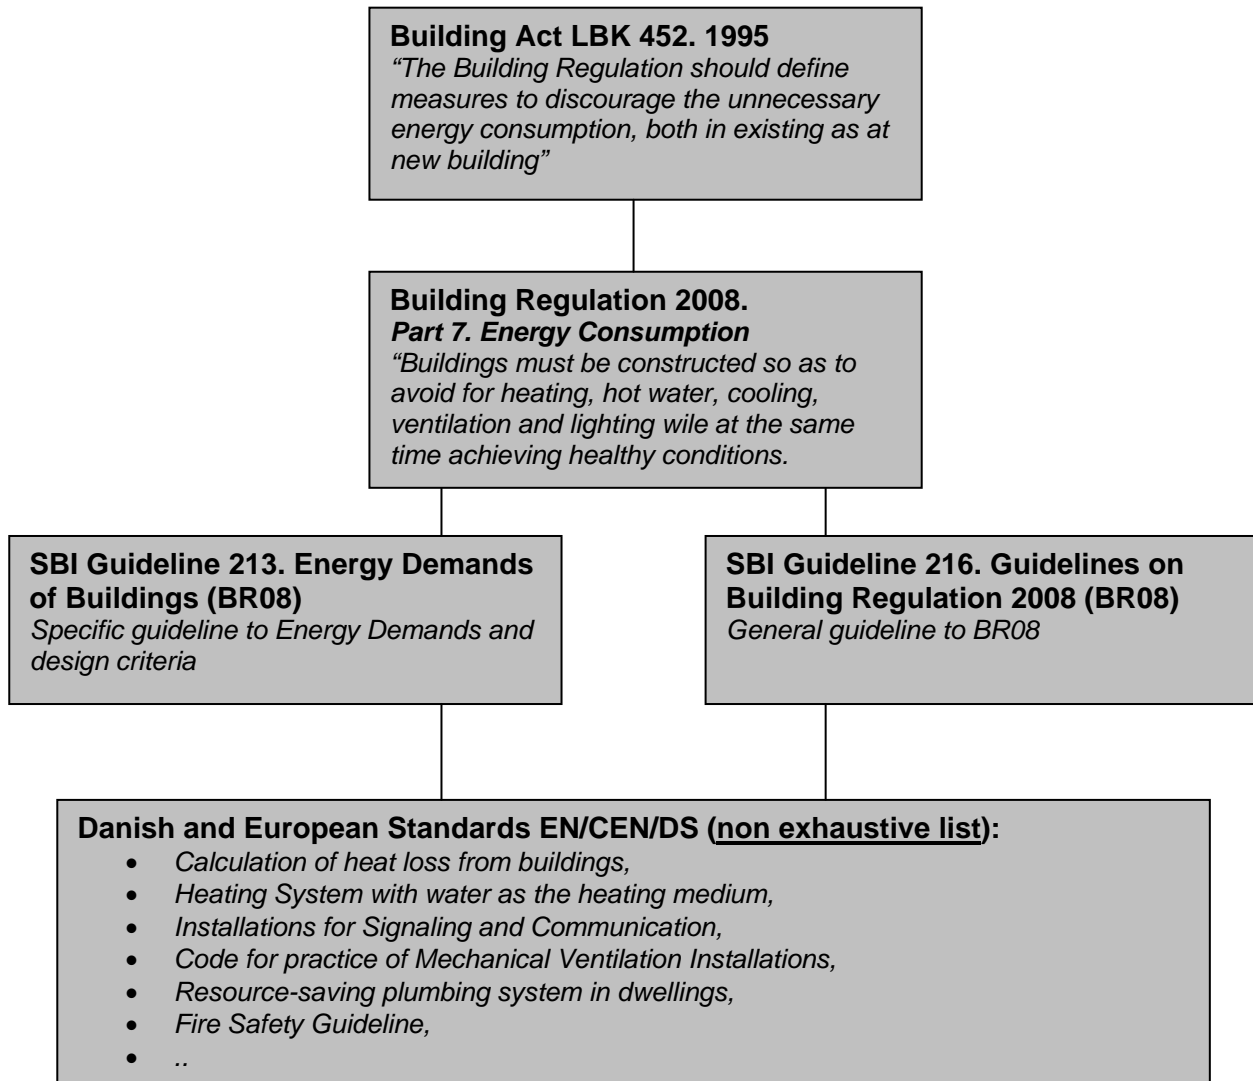 Building Act LBK 452. 1995
“The Building Regulation should define
measures to discourage the unnecessary
energy consumption, both in existing as at
new building”
Building Regulation 2008.
Part 7. Energy Consumption
“Buildings must be constructed so as to
avoid for heating, hot water, cooling,
ventilation and lighting wile at the same
time achieving healthy conditions.
SBI Guideline 213. Energy Demands
of Buildings (BR08)
Specific guideline to Energy Demands and
design criteria
SBI Guideline 216. Guidelines on
Building Regulation 2008 (BR08)
General guideline to BR08
Danish and European Standards EN/CEN/DS (non exhaustive list):
• Calculation of heat loss from buildings,
• Heating System with water as the heating medium,
• Installations for Signaling and Communication,
• Code for practice of Mechanical Ventilation Installations,
• Resource-saving plumbing system in dwellings,
• Fire Safety Guideline,
• ..